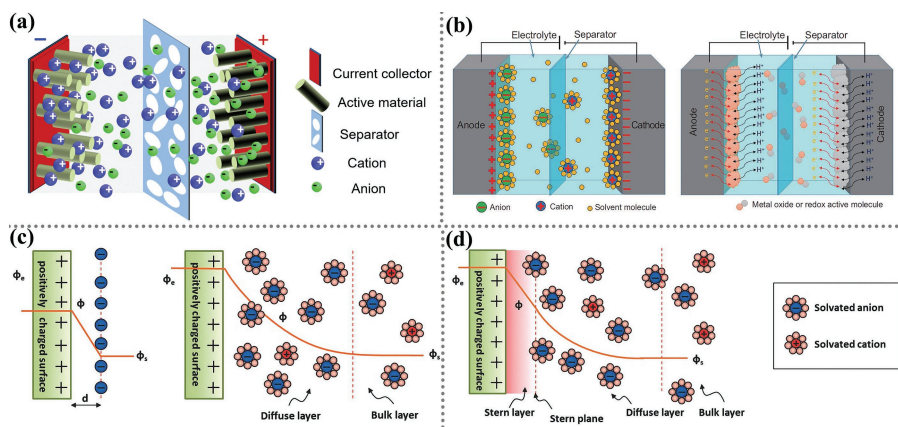 (a)
−
+
Current collector
Active material
Separator
Cation
Anion
(b)
Electrolyte
Separator
Anode
Cathode
Anion
Cation
Solvent molecule
Electrolyte
Separator
Anode
Cathode
H⁺
H⁺
H⁺
H⁺
H⁺
H⁺
H⁺
H⁺
H⁺
H⁺
H⁺
H⁺
Metal oxide or redox active molecule
(c)
ϕe
positively charged surface
ϕ
ϕs
d
ϕe
positively charged surface
ϕ
ϕs
Diffuse layer
Bulk layer
(d)
ϕe
positively charged surface
ϕ
ϕs
Stern layer
Stern plane
Diffuse layer
Bulk layer
Solvated anion
Solvated cation